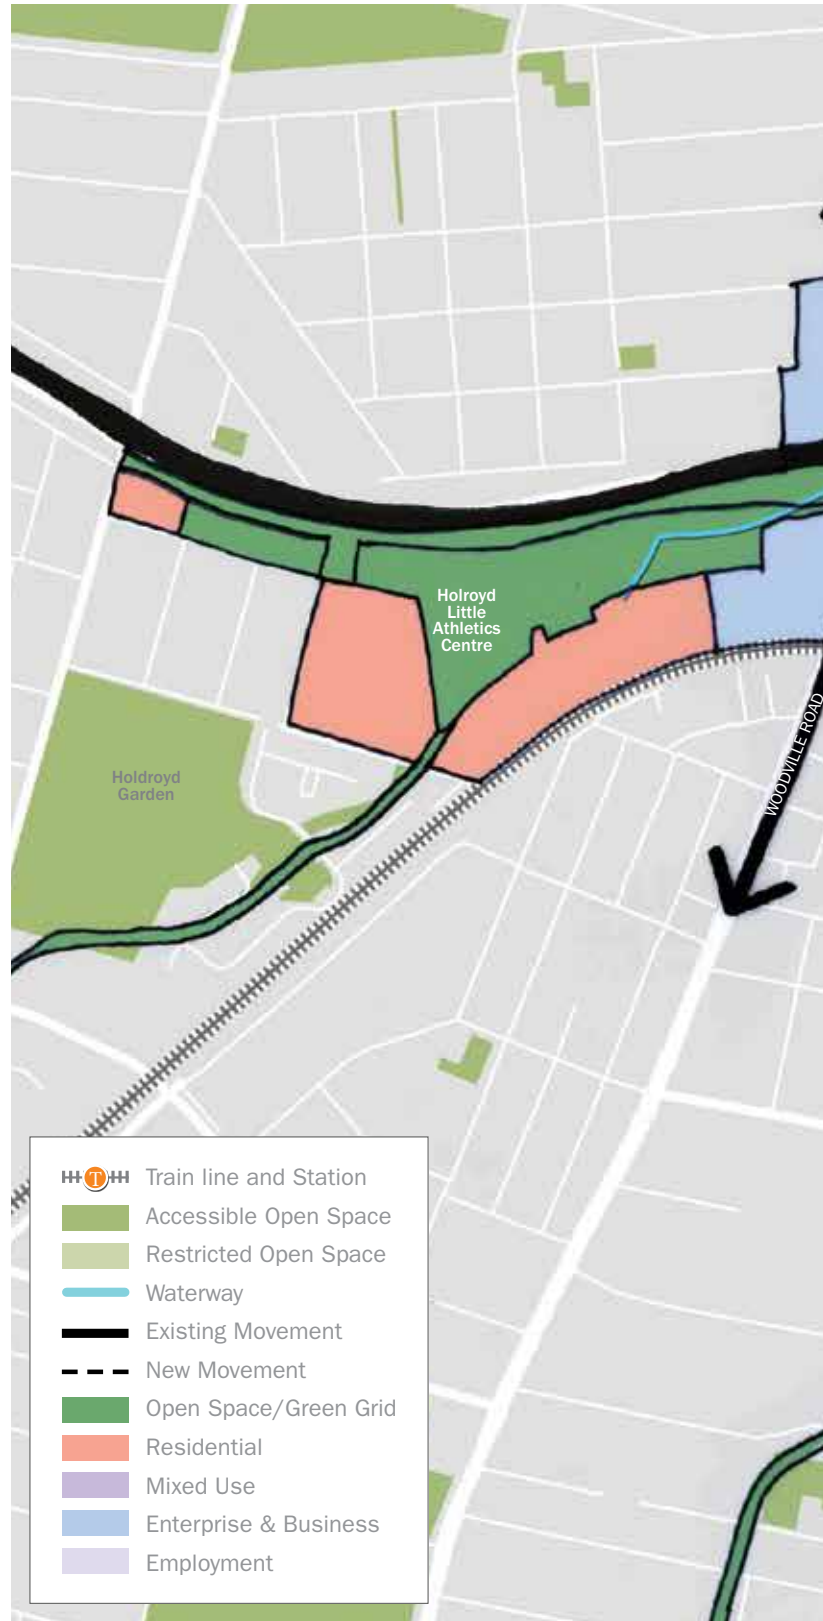 Holroyd
Little
Athletics
Centre
WOODVILLE ROAD
Holdroyd
Garden
T
Train line and Station
Accessible Open Space
Restricted Open Space
Waterway
Existing Movement
New Movement
Open Space/Green Grid
Residential
Mixed Use
Enterprise & Business
Employment